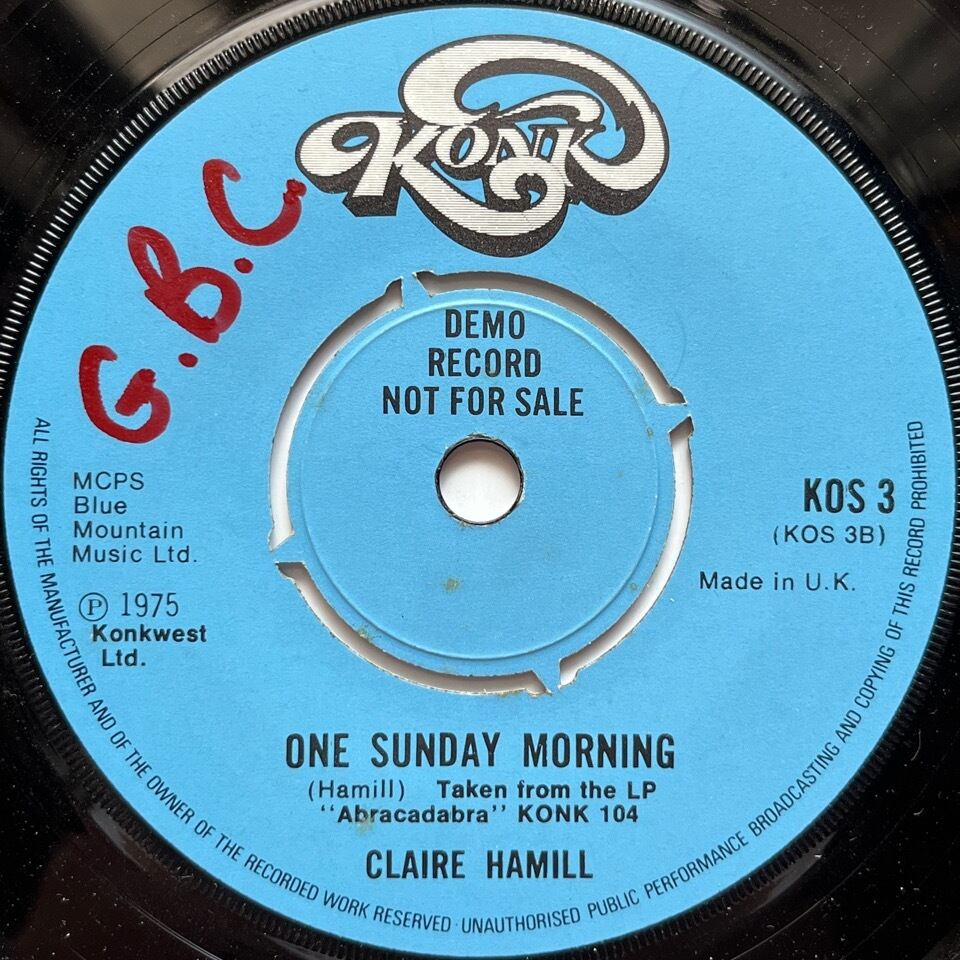 KONK
G.B.C.
DEMO
RECORD
NOT FOR SALE
MCPS
Blue
Mountain
Music Ltd.
Ⓟ 1975
Konkwest
Ltd.
KOS 3
(KOS 3B)
Made in U.K.
ONE SUNDAY MORNING
(Hamill) Taken from the LP
"Abracadabra" KONK 104
CLAIRE HAMILL
ALL RIGHTS OF THE MANUFACTURER AND OF THE OWNER OF THE RECORDED WORK RESERVED · UNAUTHORISED PUBLIC PERFORMANCE BROADCASTING AND COPYING OF THIS RECORD PROHIBITED